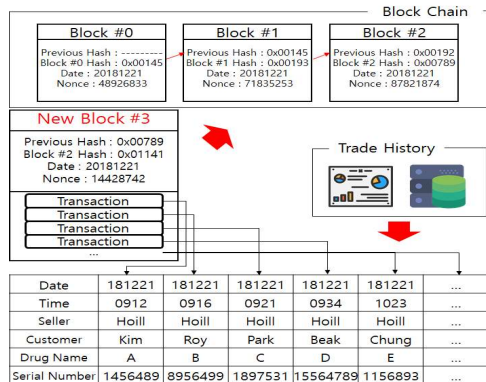 Block Chain
Block #0
Previous Hash : ---------
Block #0 Hash : 0x00145
Date : 20181221
Nonce : 48926833
Block #1
Previous Hash : 0x00145
Block #1 Hash : 0x00193
Date : 20181221
Nonce : 71835253
Block #2
Previous Hash : 0x00192
Block #2 Hash : 0x00789
Date : 20181221
Nonce : 87821874
New Block #3
Previous Hash : 0x00789
Block #2 Hash : 0x01141
Date : 20181221
Nonce : 14428742
Transaction
Transaction
Transaction
Transaction
...
Trade History
Date 181221 181221 181221 181221 181221 ...
Time 0912 0916 0921 0934 1023 ...
Seller Hoill Hoill Hoill Hoill Hoill ...
Customer Kim Roy Park Beak Chung ...
Drug Name A B C D E ...
Serial Number 1456489 8956499 1897531 15564789 1156893 ...